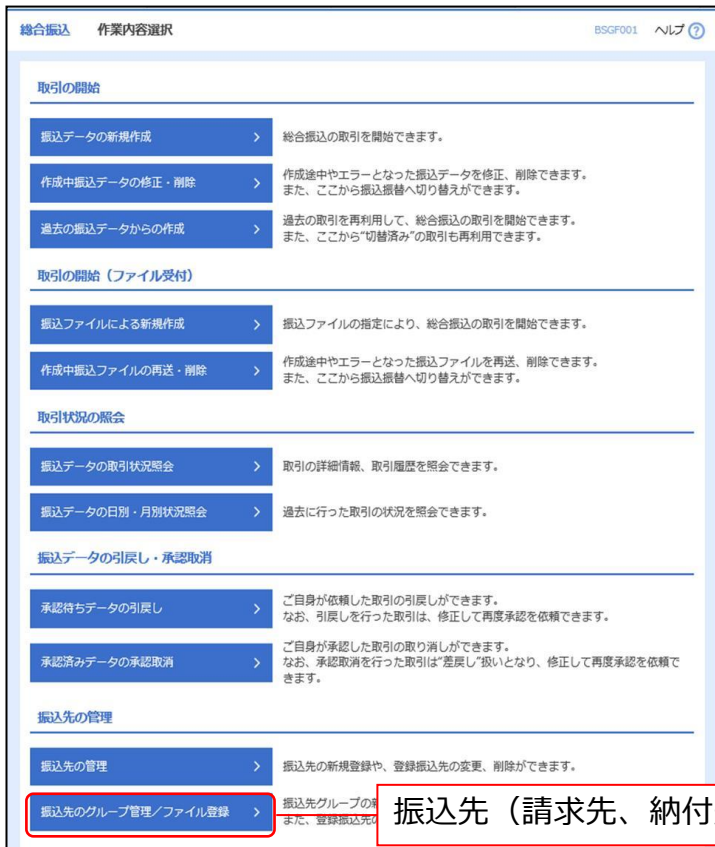 総合振込 作業内容選択 BSGF001 ヘルプ ?
取引の開始
振込データの新規作成 総合振込の取引を開始できます。
作成中振込データの修正・削除 作成途中やエラーとなった振込データを修正、削除できます。
また、ここから振込振替へ切り替えができます。
過去の振込データからの作成 過去の取引を再利用して、総合振込の取引を開始できます。
また、ここから“切替済み”の取引も再利用できます。
取引の開始（ファイル受付）
振込ファイルによる新規作成 振込ファイルの指定により、総合振込の取引を開始できます。
作成中振込ファイルの再送・削除 作成途中やエラーとなった振込ファイルを再送、削除できます。
また、ここから振込振替へ切り替えができます。
取引状況の照会
振込データの取引状況照会 取引の詳細情報、取引履歴を照会できます。
振込データの日別・月別状況照会 過去に行った取引の状況を照会できます。
振込データの引戻し・承認取消
承認待ちデータの引戻し ご自身が依頼した取引の引戻しができます。
なお、引戻しを行った取引は、修正して再度承認を依頼できます。
承認済みデータの承認取消 ご自身が承認した取引の取り消しができます。
なお、承認取消を行った取引は“差戻し”扱いとなり、修正して再度承認を依頼で
きます。
振込先の管理
振込先の管理 振込先の新規登録や、登録振込先の変更、削除ができます。
振込先のグループ管理／ファイル登録 振込先グループの
また、登録振込先の
振込先（請求先、納付